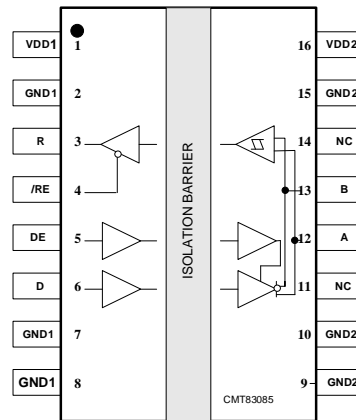 VDD1 1 16 VDD2
GND1 2 15 GND2
R 3 14 NC
/RE 4 13 B
DE 5 12 A
D 6 11 NC
GND1 7 10 GND2
GND1 8 9 GND2
ISOLATION BARRIER
CMT83085